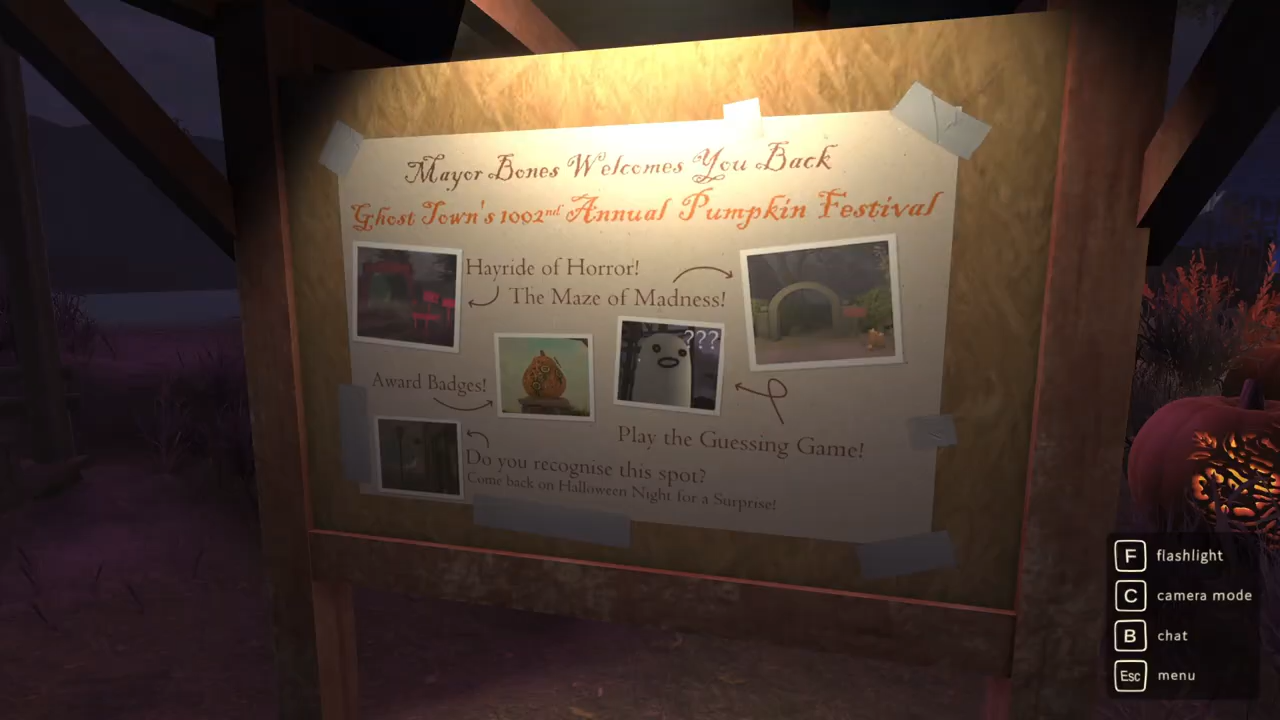 Mayor Bones Welcomes You Back
Ghost Town's 1002nd Annual Pumpkin Festival
Hayride of Horror!
The Maze of Madness!
???
Award Badges!
Play the Guessing Game!
Do you recognise this spot?
Come back on Halloween Night for a Surprise!
F flashlight
C camera mode
B chat
Esc menu